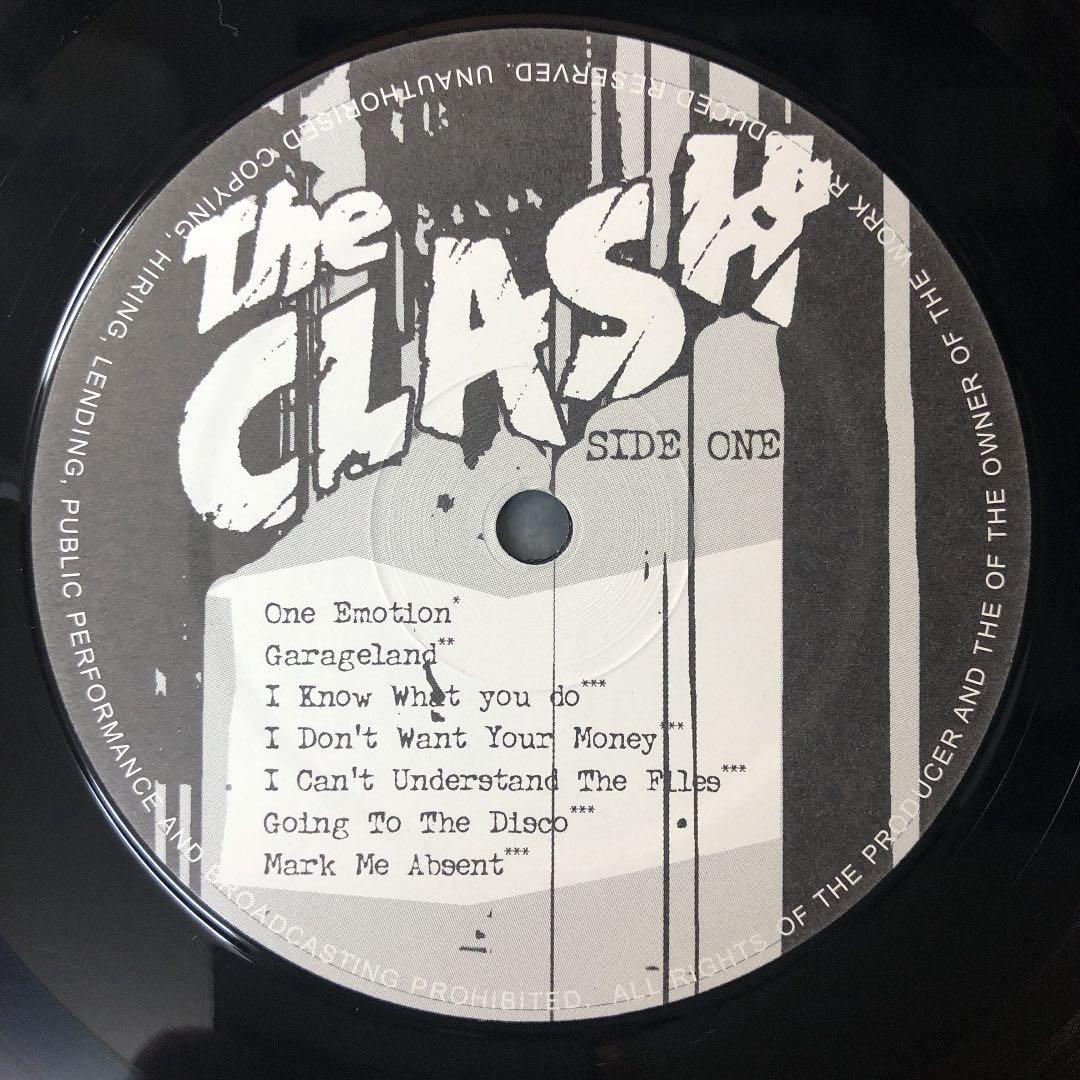 The
CLASH
SIDE ONE
One Emotion*
Garageland**
I Know What you do***
I Don't Want Your Money***
I Can't Understand The Flies***
Going To The Disco***
Mark Me Absent***
ALL RIGHTS OF THE PRODUCER AND THE OF THE OWNER OF THE WORK REPRODUCED RESERVED. UNAUTHORISED COPYING, HIRING, LENDING, PUBLIC PERFORMANCE AND BROADCASTING PROHIBITED.